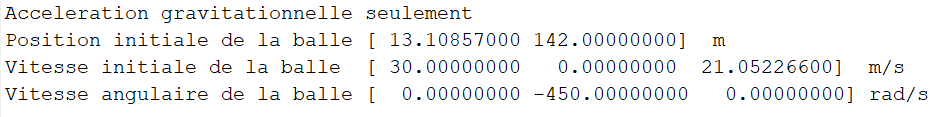 Acceleration gravitationnelle seulement
Position initiale de la balle [ 13.10857000 142.00000000]  m
Vitesse initiale de la balle  [ 30.00000000   0.00000000  21.05226600]  m/s
Vitesse angulaire de la balle [  0.00000000 -450.00000000   0.00000000] rad/s